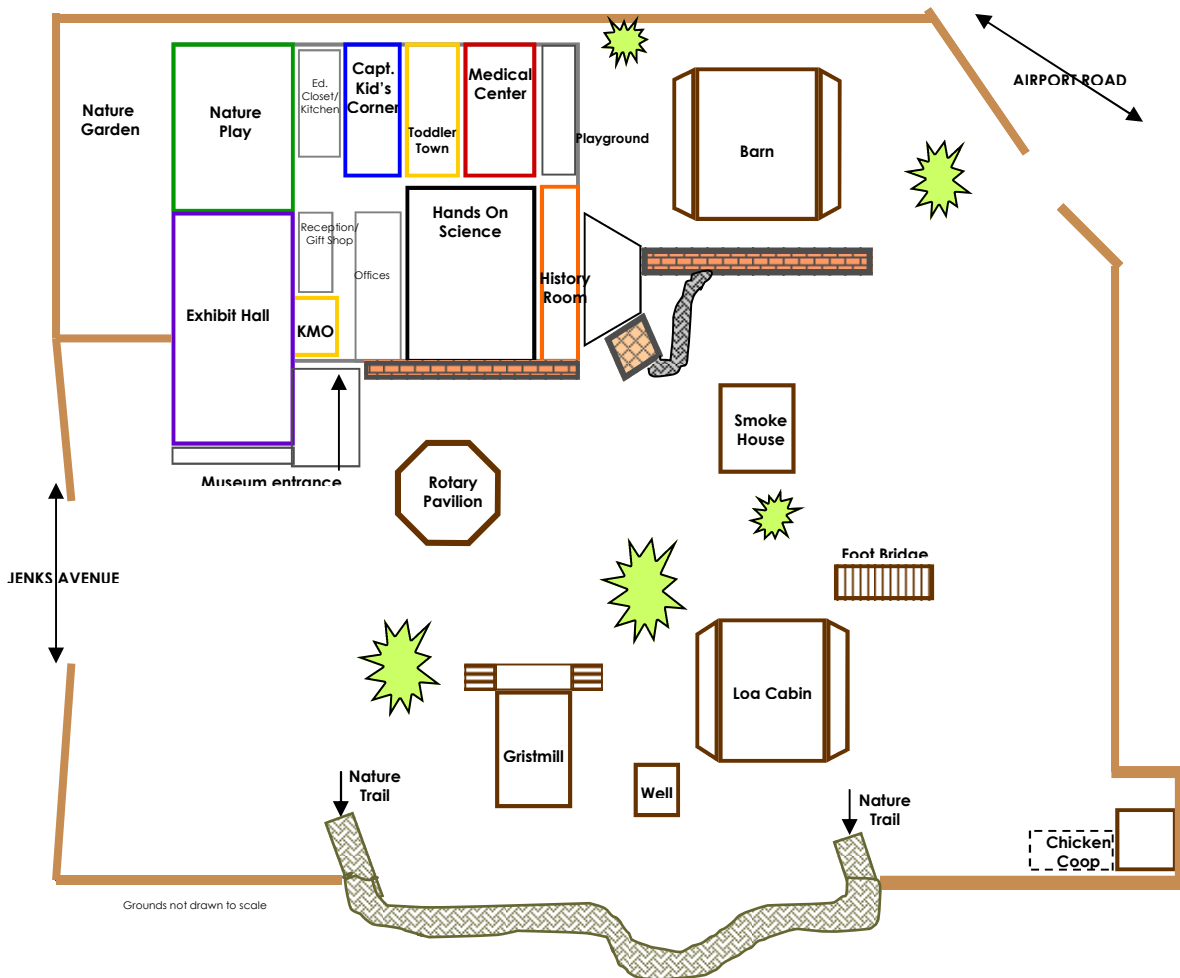 AIRPORT ROAD
Nature
Garden
Nature
Play
Ed.
Closet/
Kitchen
Capt.
Kid's
Corner
Toddler
Town
Medical
Center
Playground
Barn
Exhibit Hall
Reception/
Gift Shop
Offices
KMO
Hands On
Science
History
Room
Museum entrance
Rotary
Pavilion
Smoke
House
JENKS AVENUE
Foot Bridge
Gristmill
Well
Loa Cabin
Nature
Trail
Nature
Trail
Chicken
Coop
Grounds not drawn to scale